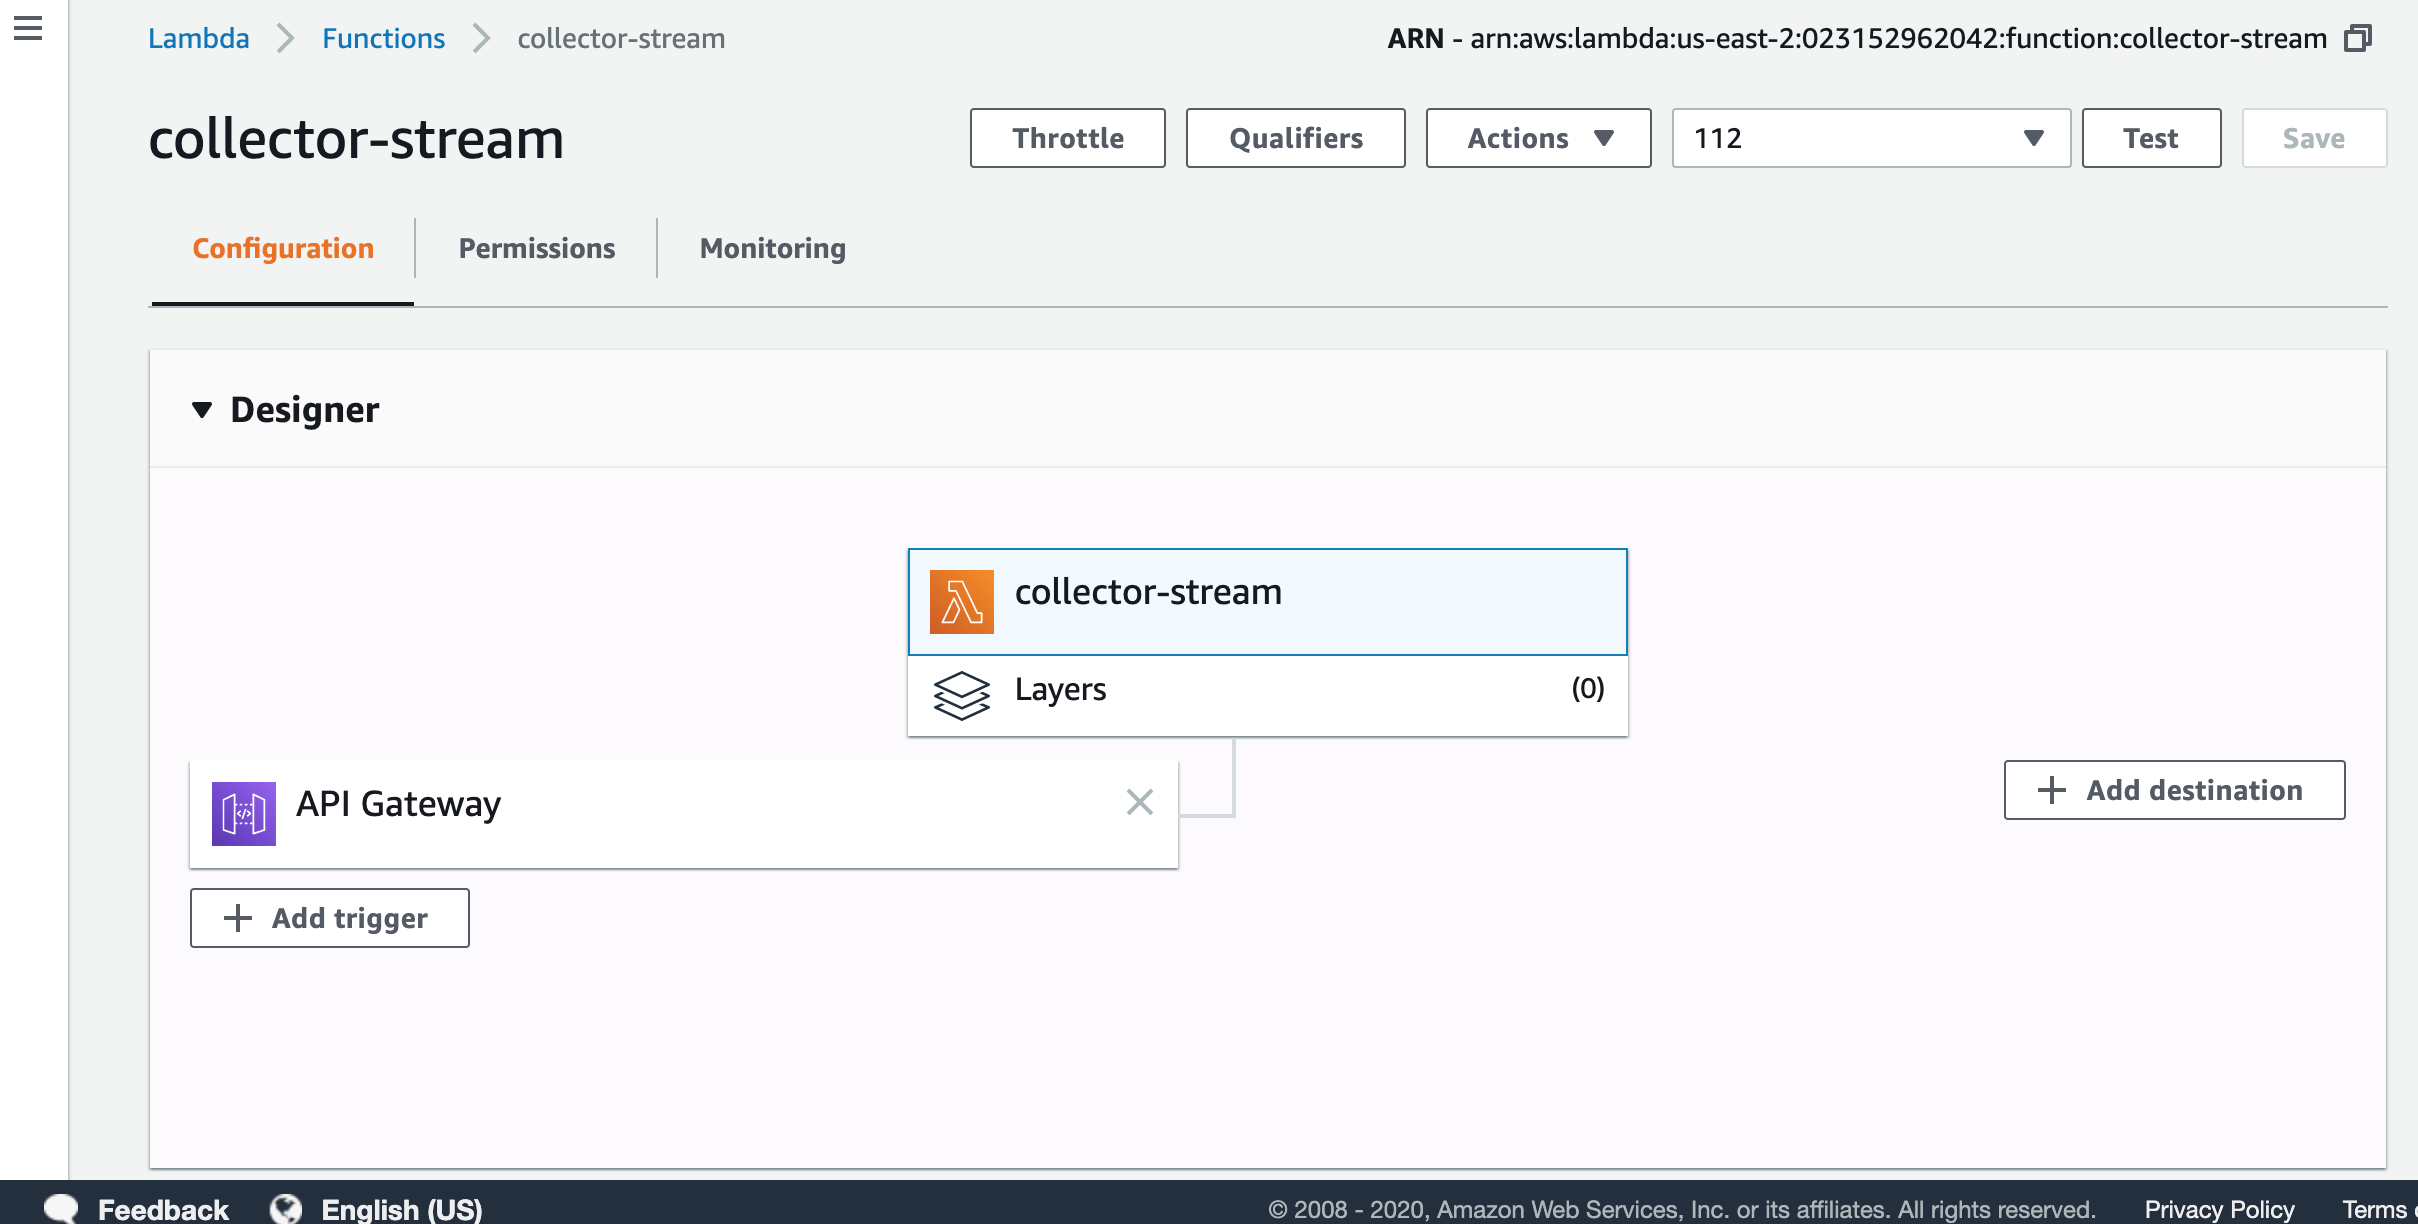 Lambda Functions collector-stream ARN - arn:aws:lambda:us-east-2:023152962042:function:collector-stream
collector-stream Throttle Qualifiers Actions 112 Test Save
Configuration Permissions Monitoring
Designer
collector-stream
Layers (0)
API Gateway
Add destination
Add trigger
Feedback English (US) © 2008 - 2020, Amazon Web Services, Inc. or its affiliates. All rights reserved. Privacy Policy Terms